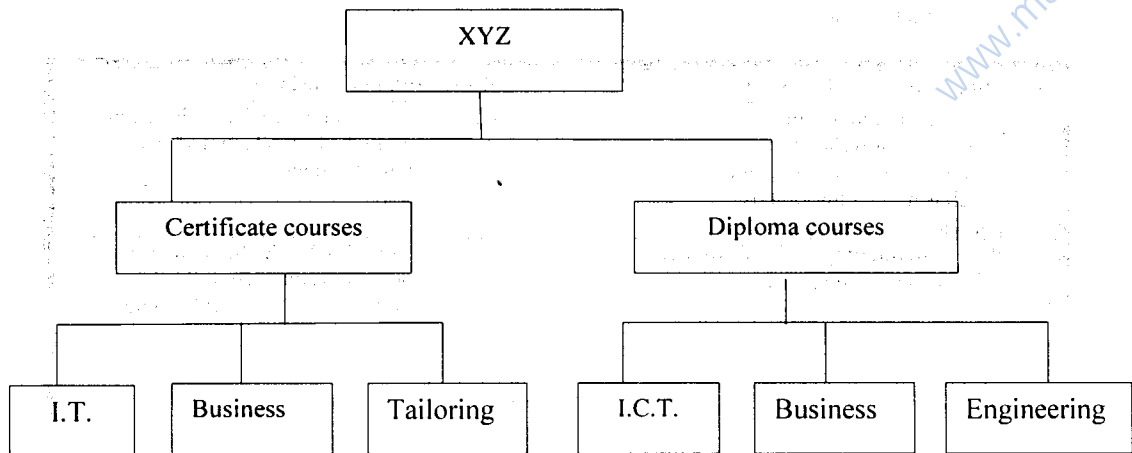 XYZ
Certificate courses
Diploma courses
I.T.
Business
Tailoring
I.C.T.
Business
Engineering